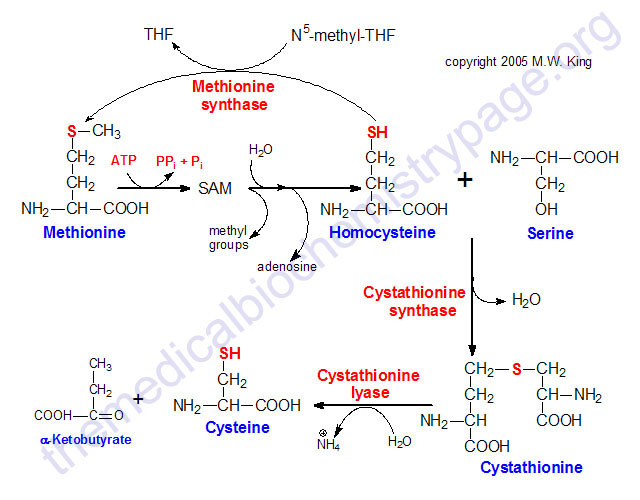 THF
N5-methyl-THF
copyright 2005 M.W. King
Methionine
synthase
S—CH3
CH2
CH2
NH2—CH—COOH
Methionine
ATP
PPi + Pi
SAM
H2O
methyl
groups
adenosine
SH
CH2
CH2
NH2—CH—COOH
Homocysteine
+
NH2—CH—COOH
CH2
OH
Serine
Cystathionine
synthase
H2O
CH2—S—CH2
CH2
CH—NH2
NH2—CH
COOH
COOH
Cystathionine
Cystathionine
lyase
⊕
NH4
H2O
SH
CH2
NH2—CH—COOH
Cysteine
+
CH3
CH2
COOH—C=O
α-Ketobutyrate
themedicalbiochemistrypage.org